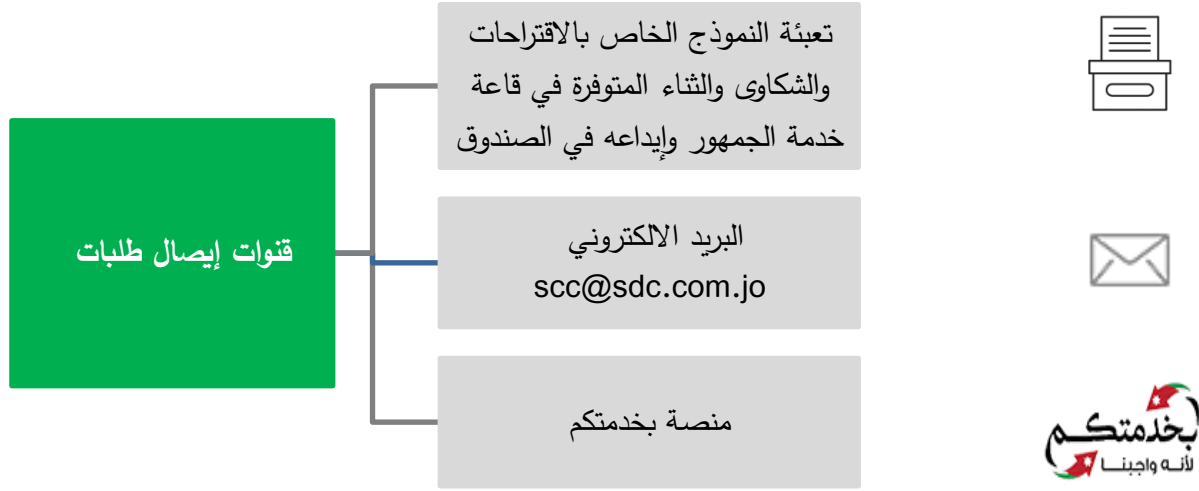 قنوات إيصال طلبات
تعبئة النموذج الخاص بالاقتراحات
والشكاوى والثناء المتوفرة في قاعة
خدمة الجمهور وإيداعه في الصندوق
البريد الالكتروني
scc@sdc.com.jo
منصة بخدمتكم
بخدمتكم
لأنه واجبنا